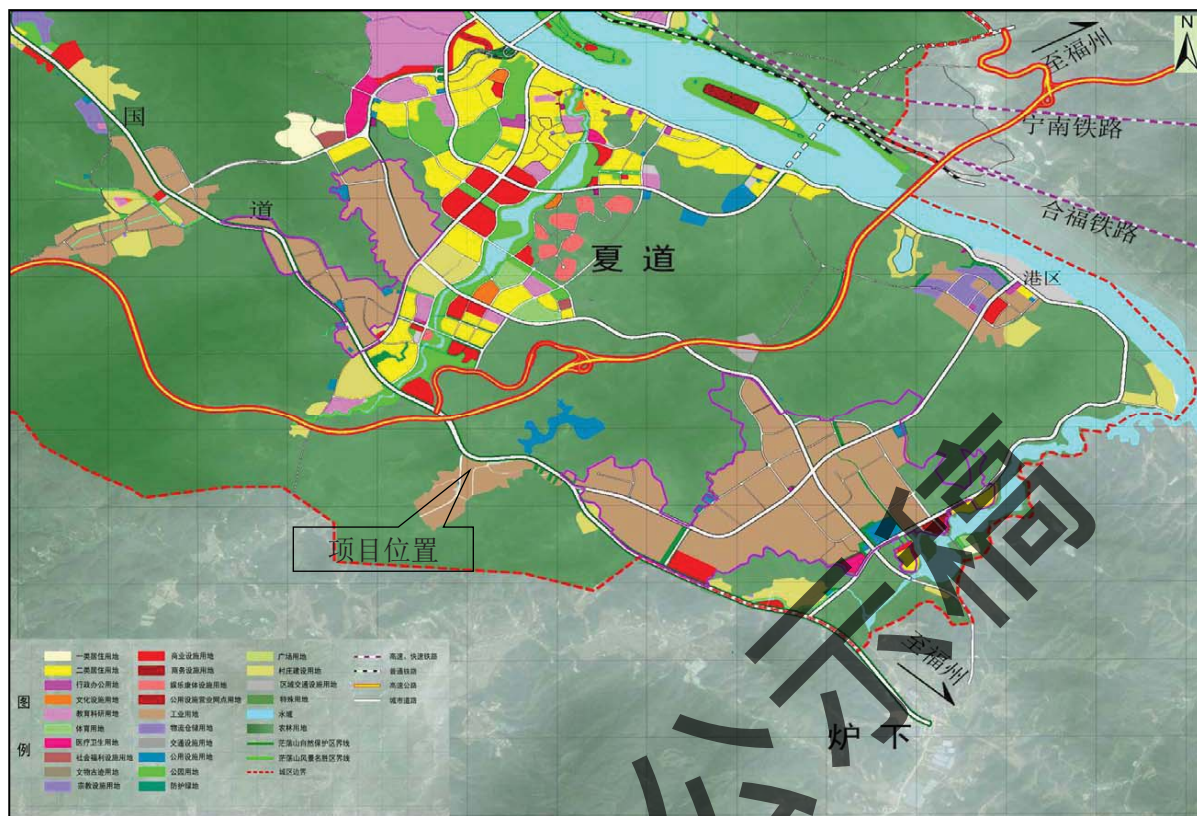 N
至福州
国
宁南铁路
合福铁路
道
夏道
港区
项目位置
至福州
炉下
公示稿
图例
一类居住用地
二类居住用地
行政办公用地
文化设施用地
教育科研用地
体育用地
医疗卫生用地
社会福利设施用地
文物古迹用地
宗教设施用地
商业设施用地
商务设施用地
娱乐康体设施用地
公用设施营业网点用地
工业用地
物流仓储用地
交通设施用地
公用设施用地
公园用地
防护绿地
广场用地
村庄建设用地
区域交通设施用地
特殊用地
水域
农林用地
茫荡山自然保护区界线
茫荡山风景名胜区界线
城区边界
高速、快速铁路
普通铁路
高速公路
城市道路